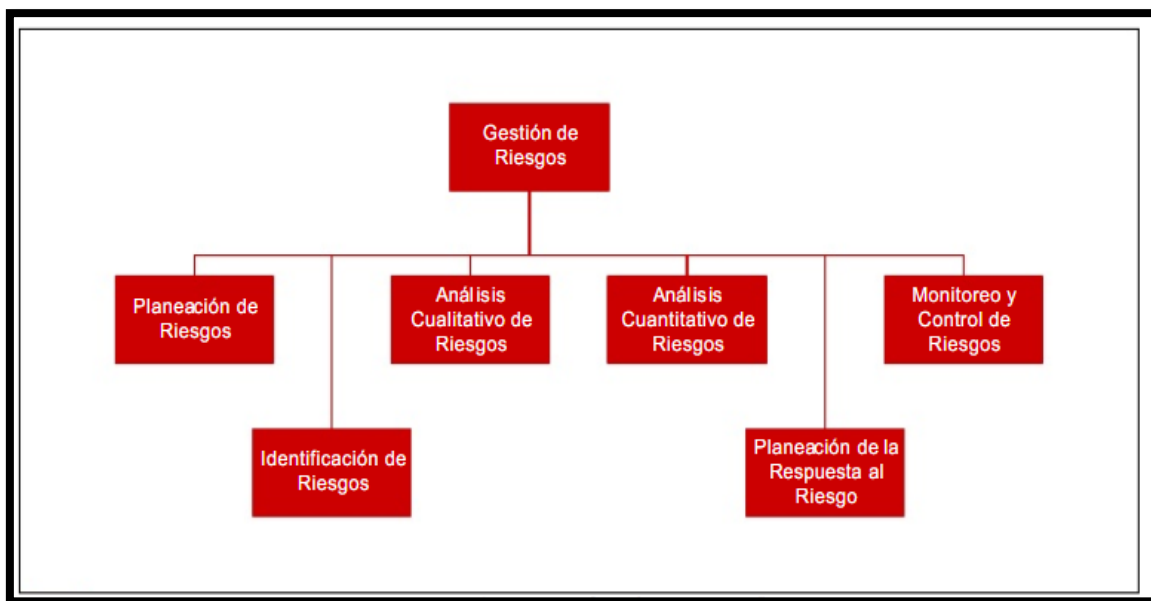 Gestión de
Riesgos
Planeación de
Riesgos
Análisis
Cualitativo de
Riesgos
Análisis
Cuantitativo de
Riesgos
Monitoreo y
Control de
Riesgos
Identificación de
Riesgos
Planeación de la
Respuesta al
Riesgo